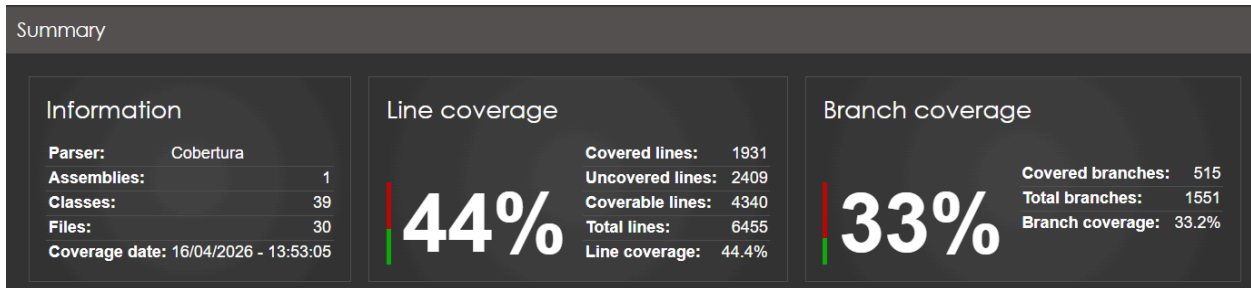 Summary
Information
Parser: Cobertura
Assemblies: 1
Classes: 39
Files: 30
Coverage date: 16/04/2026 - 13:53:05
Line coverage
44%
Covered lines: 1931
Uncovered lines: 2409
Coverable lines: 4340
Total lines: 6455
Line coverage: 44.4%
Branch coverage
33%
Covered branches: 515
Total branches: 1551
Branch coverage: 33.2%